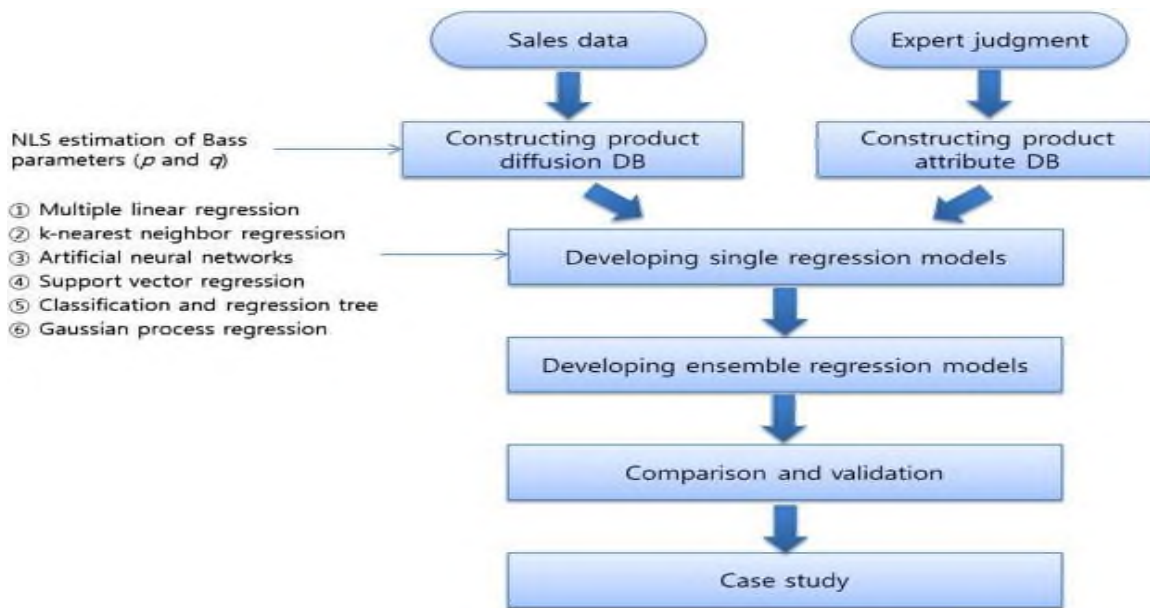 Sales data
Expert judgment
NLS estimation of Bass
parameters (p and q)
Constructing product
diffusion DB
Constructing product
attribute DB
① Multiple linear regression
② k-nearest neighbor regression
③ Artificial neural networks
④ Support vector regression
⑤ Classification and regression tree
⑥ Gaussian process regression
Developing single regression models
Developing ensemble regression models
Comparison and validation
Case study